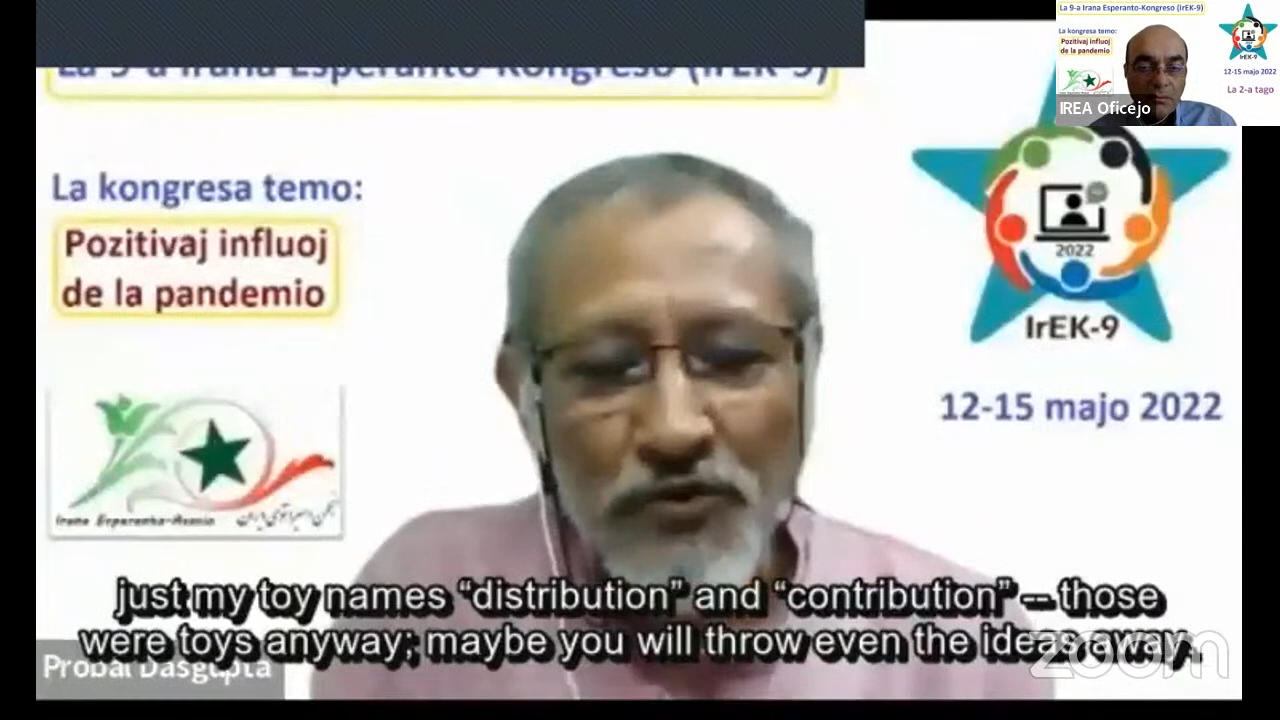 La 9-a Irana Esperanto-Kongreso (IrEK-9)
La kongresa temo:
Pozitivaj influoj
de la pandemio
IrEK-9
12-15 majo 2022
La 2-a tago
IREA Oficejo
La 9-a Irana Esperanto-Kongreso (IrEK-9)
La kongresa temo:
Pozitivaj influoj
de la pandemio
2022
IrEK-9
12-15 majo 2022
Irana Esperanto-Asocio
انجمن اسپرانتوی ایران
just my toy names “distribution” and “contribution” -- those
were toys anyway; maybe you will throw even the ideas away.
Probal Dasgupta
zoom